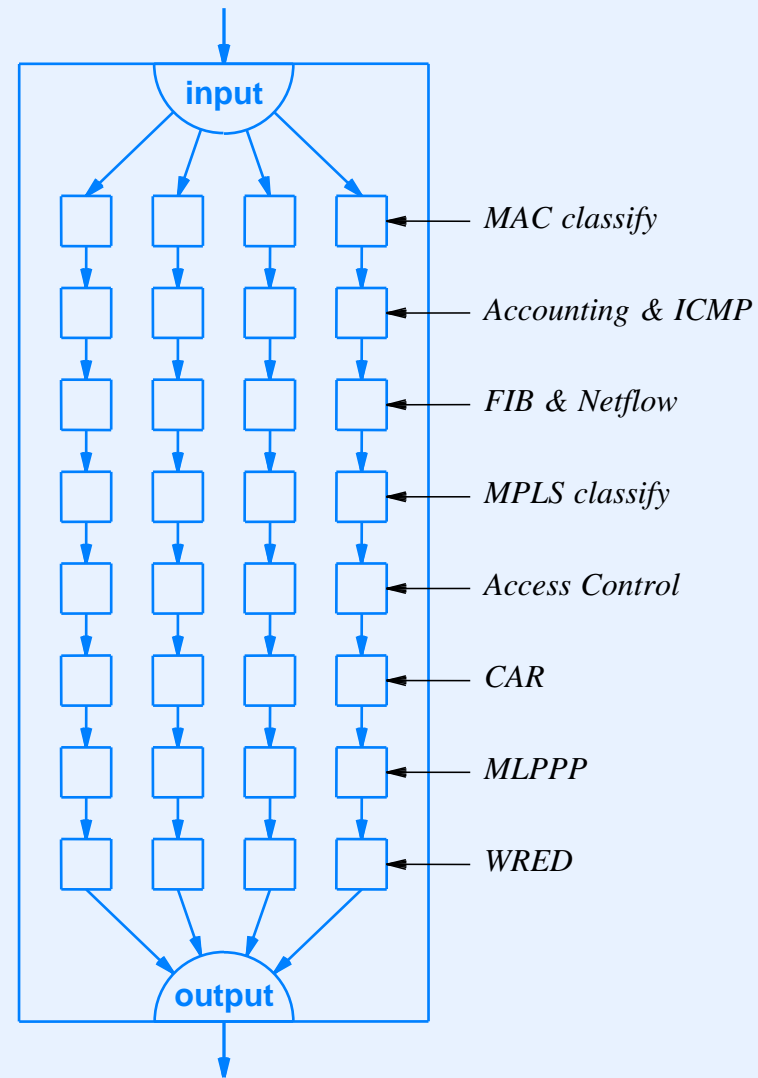 input
MAC classify
Accounting & ICMP
FIB & Netflow
MPLS classify
Access Control
CAR
MLPPP
WRED
output